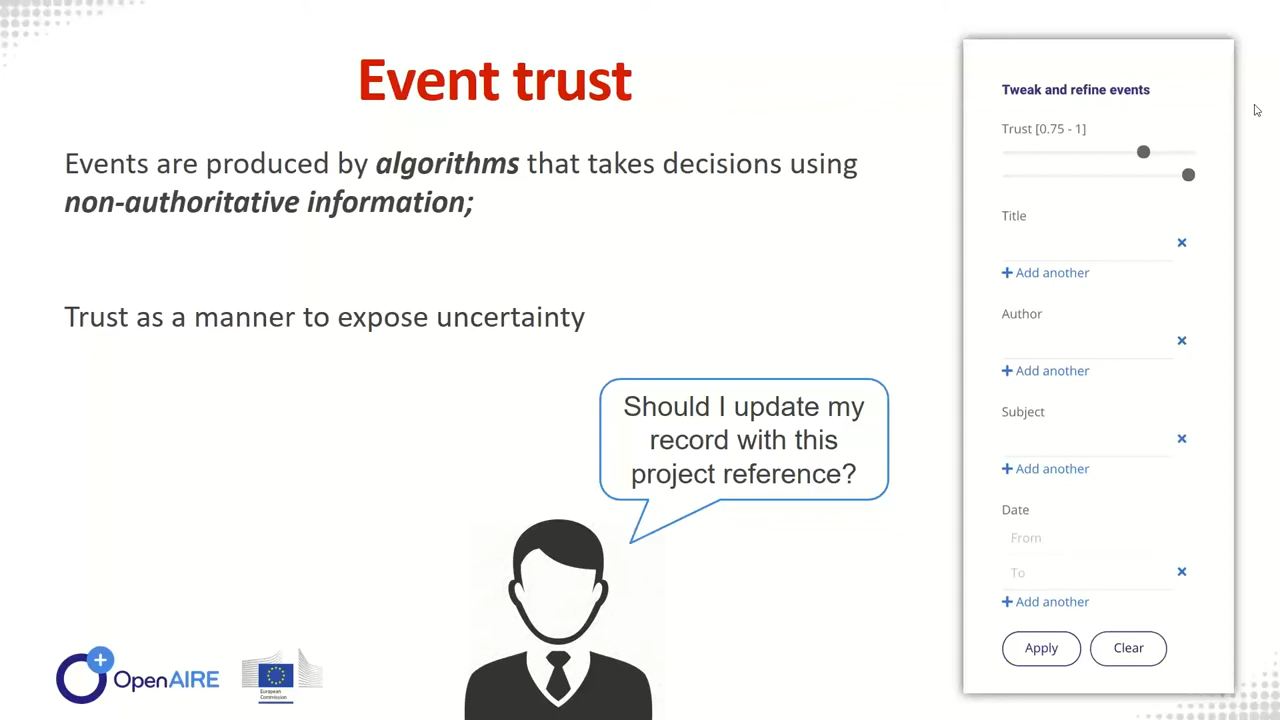 Event trust
Events are produced by algorithms that takes decisions using
non-authoritative information;
Trust as a manner to expose uncertainty
Should I update my
record with this
project reference?
OpenAIRE
European
Commission
Tweak and refine events
Trust [0.75 - 1]
Title
Add another
Author
Add another
Subject
Add another
Date
From
To
Add another
Apply
Clear